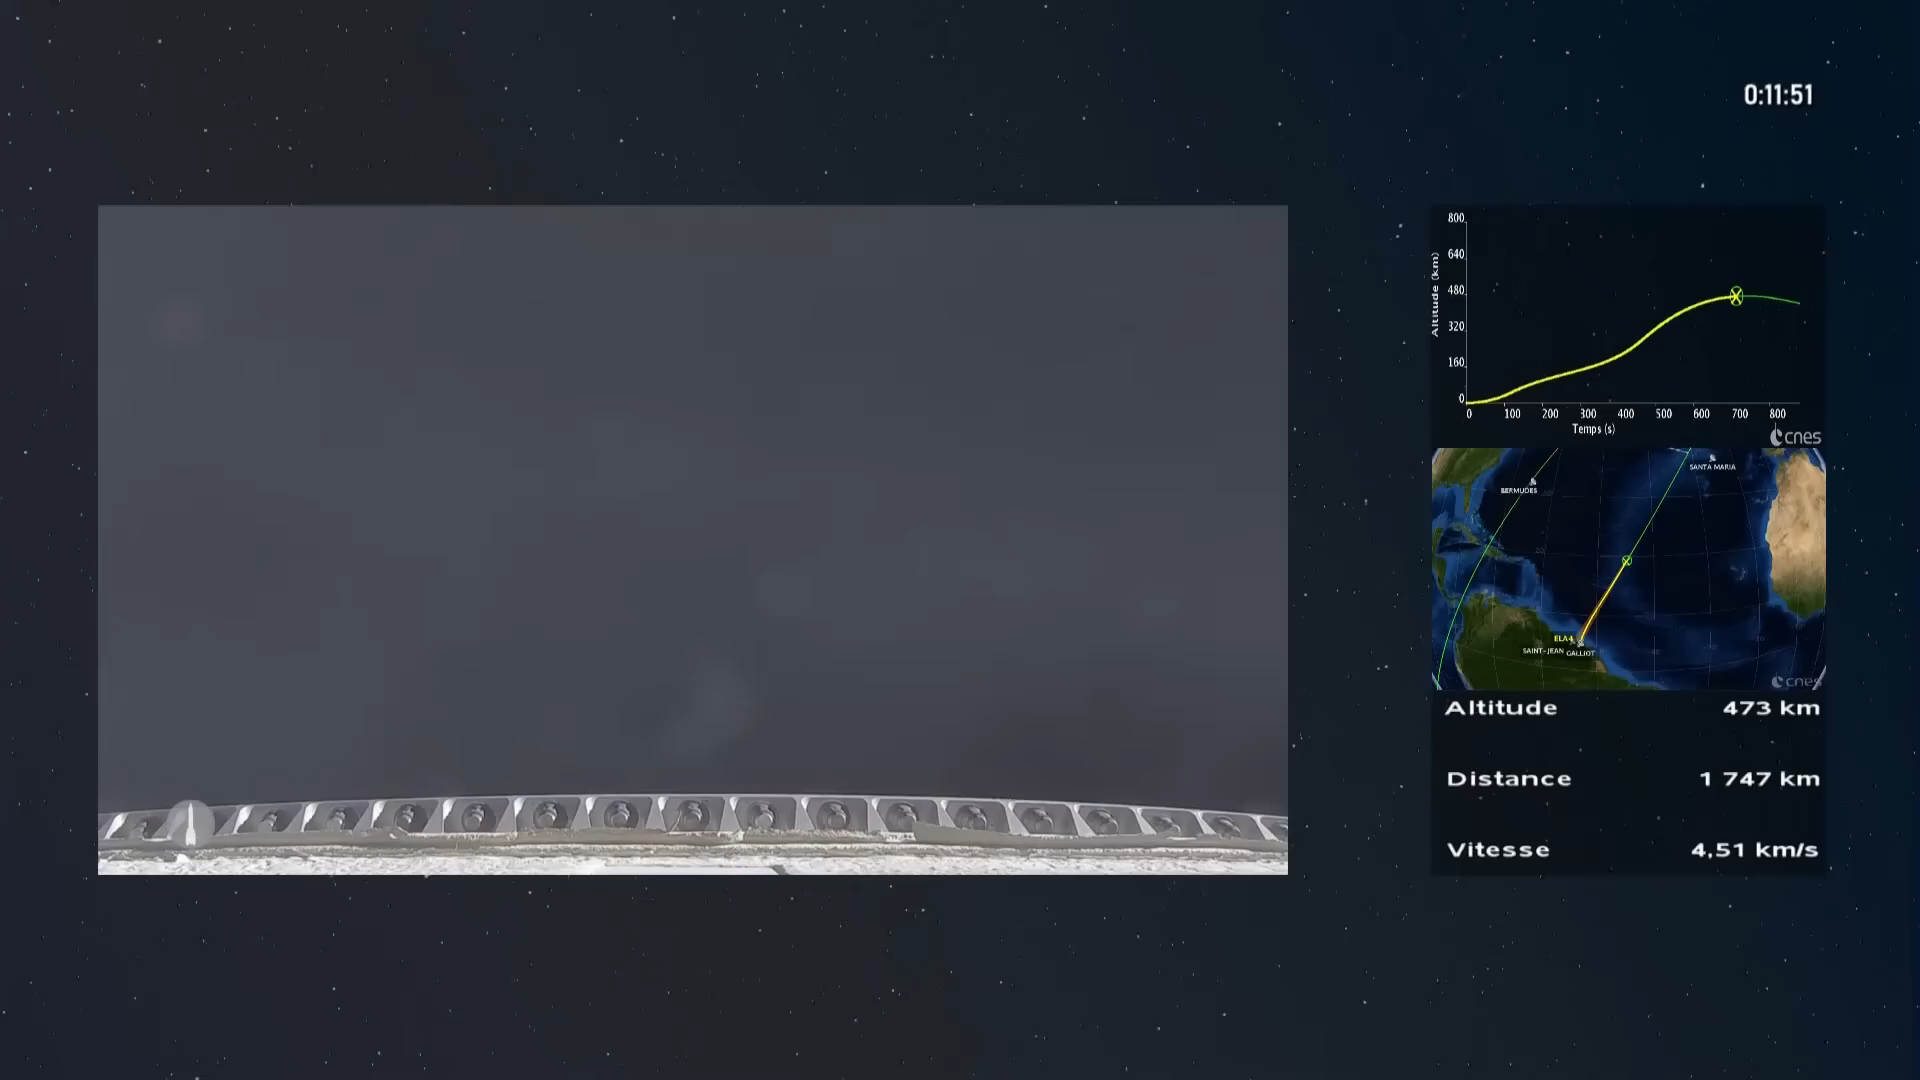 0:11:51
800
640
480
320
160
0
Altitude (km)
0 100 200 300 400 500 600 700 800
Temps (s)
cnes
SANTA MARIA
BERMUDES
20
ELA4
SAINT-JEAN GALLIOT
cnes
Altitude 473 km
Distance 1 747 km
Vitesse 4,51 km/s